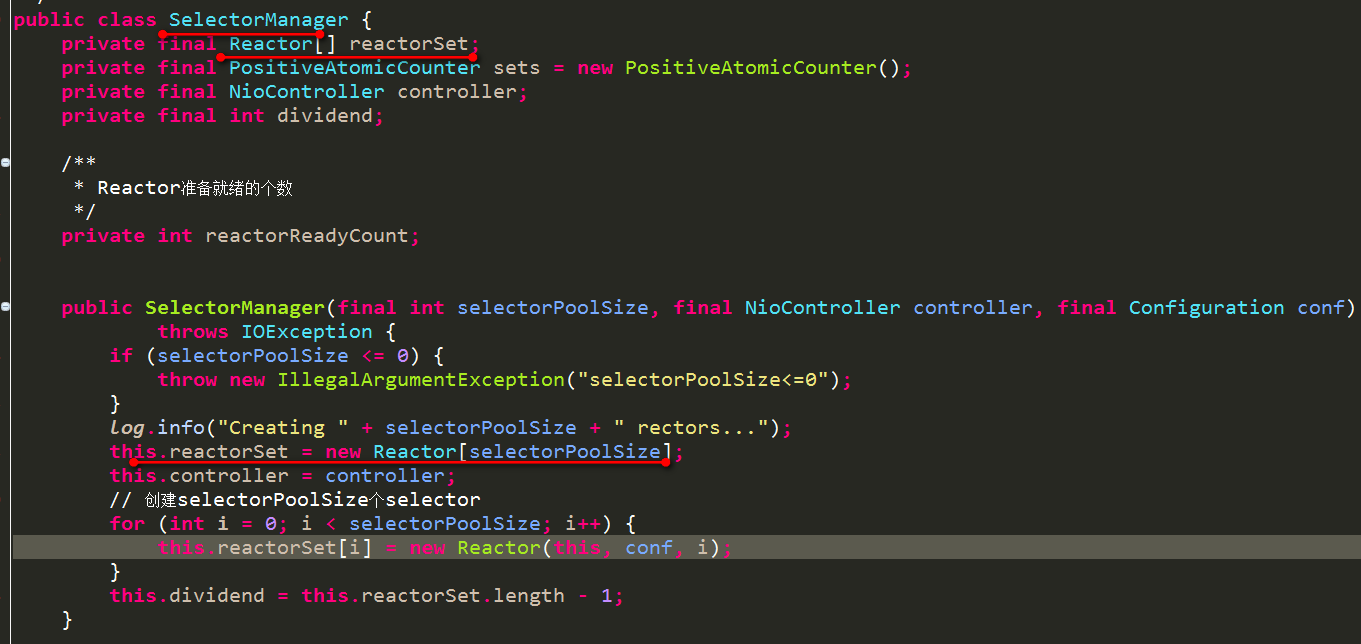 public class SelectorManager {
private final Reactor[] reactorSet;
private final PositiveAtomicCounter sets = new PositiveAtomicCounter();
private final NioController controller;
private final int dividend;
/**
* Reactor准备就绪的个数
*/
private int reactorReadyCount;
public SelectorManager(final int selectorPoolSize, final NioController controller, final Configuration conf)
throws IOException {
if (selectorPoolSize <= 0) {
throw new IllegalArgumentException("selectorPoolSize<=0");
}
log.info("Creating " + selectorPoolSize + " rectors...");
this.reactorSet = new Reactor[selectorPoolSize];
this.controller = controller;
// 创建selectorPoolSize个selector
for (int i = 0; i < selectorPoolSize; i++) {
this.reactorSet[i] = new Reactor(this, conf, i);
}
this.dividend = this.reactorSet.length - 1;
}